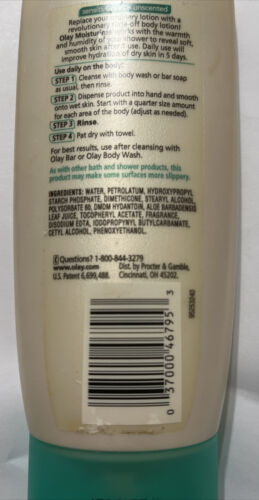 sensitive unscented
Replace your ordinary lotion with a
revolutionary rinse-off body lotion!
Olay Moisturinse works with the warmth
and humidity of your shower to reveal soft,
smooth skin after 1 use. Daily use will
improve hydration of dry skin in 5 days.
Use daily on the body:
STEP 1 Cleanse with body wash or bar soap
as usual, then rinse.
STEP 2 Dispense product into hand and smooth
onto wet skin. Start with a quarter size amount
for each area of the body (adjust as needed).
STEP 3 Rinse.
STEP 4 Pat dry with towel.
For best results, use after cleansing with
Olay Bar or Olay Body Wash.
As with other bath and shower products, this
product may make some surfaces more slippery.
INGREDIENTS: WATER, PETROLATUM, HYDROXYPROPYL
STARCH PHOSPHATE, DIMETHICONE, STEARYL ALCOHOL,
POLYSORBATE 60, DMDM HYDANTOIN, ALOE BARBADENSIS
LEAF JUICE, TOCOPHERYL ACETATE, FRAGRANCE,
DISODIUM EDTA, IODOPROPYNYL BUTYLCARBAMATE,
CETYL ALCOHOL, PHENOXYETHANOL.
Questions? 1-800-844-3279
www.olay.com Dist. by Procter & Gamble,
U.S. Patent 6,699,488. Cincinnati, OH 45202.
95253240
0 37000 46795 3